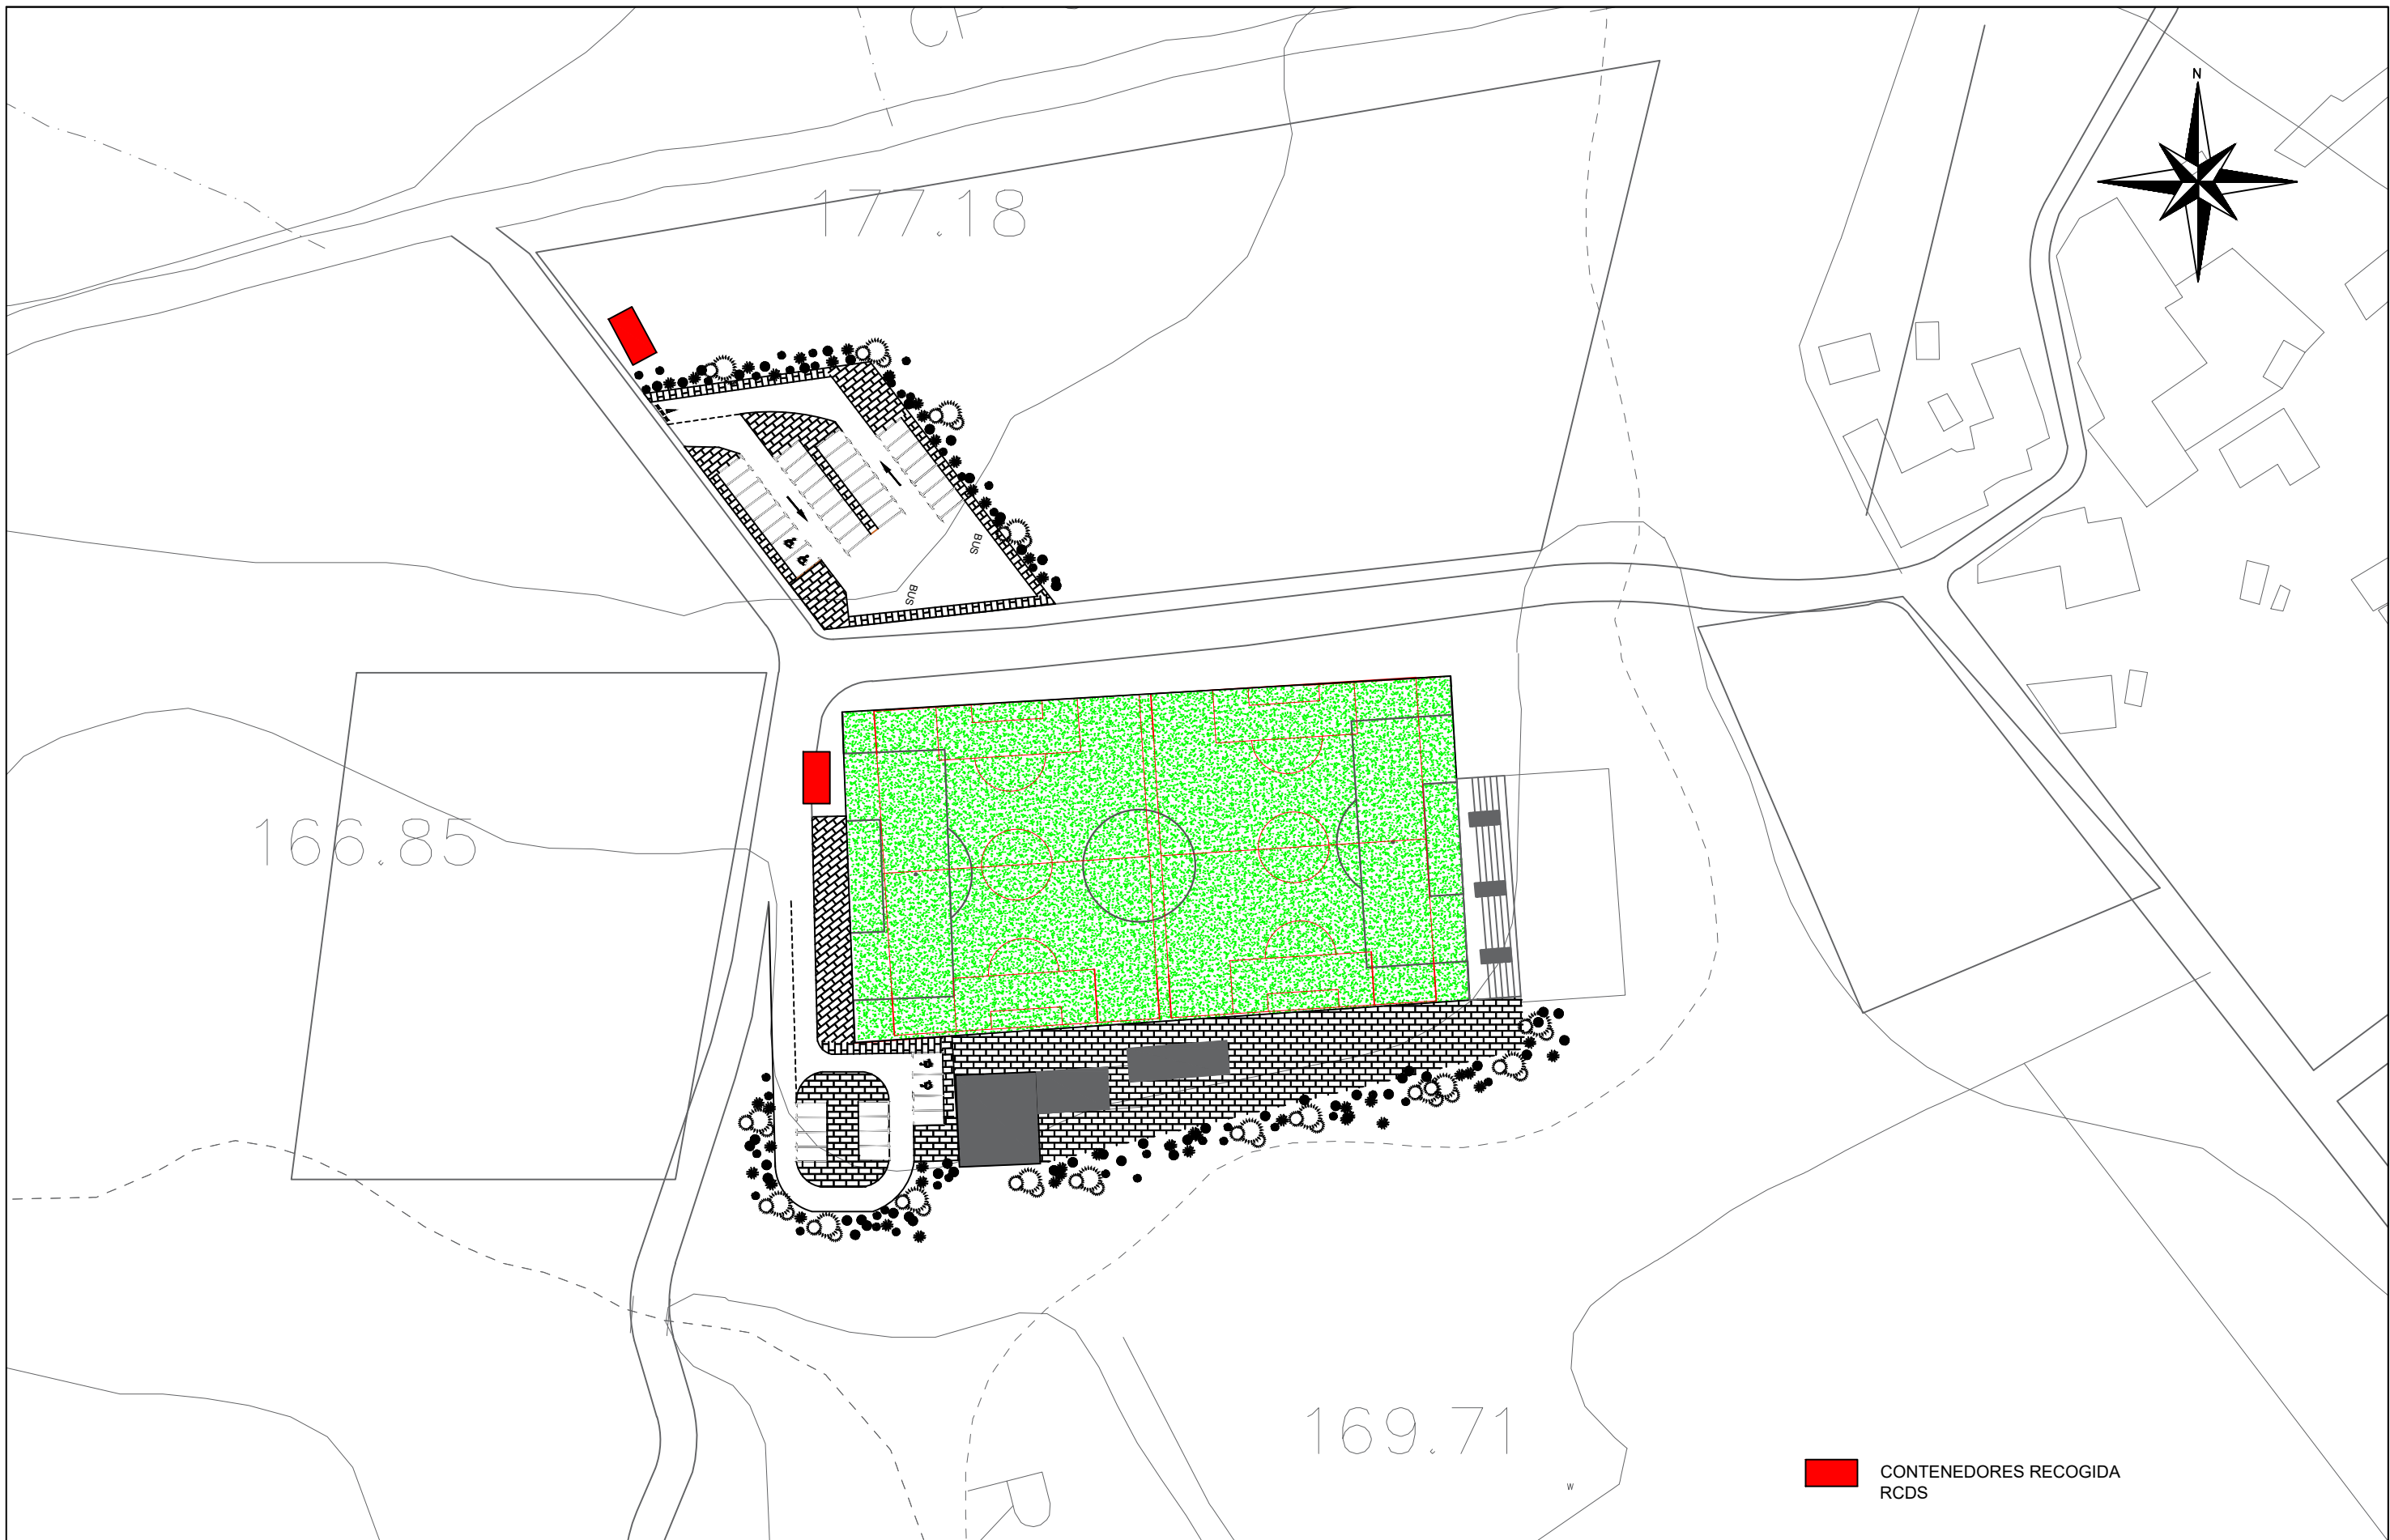 N
177.18
BUS
BUS
166.85
169.71
W
CONTENEDORES RECOGIDA
RCDS